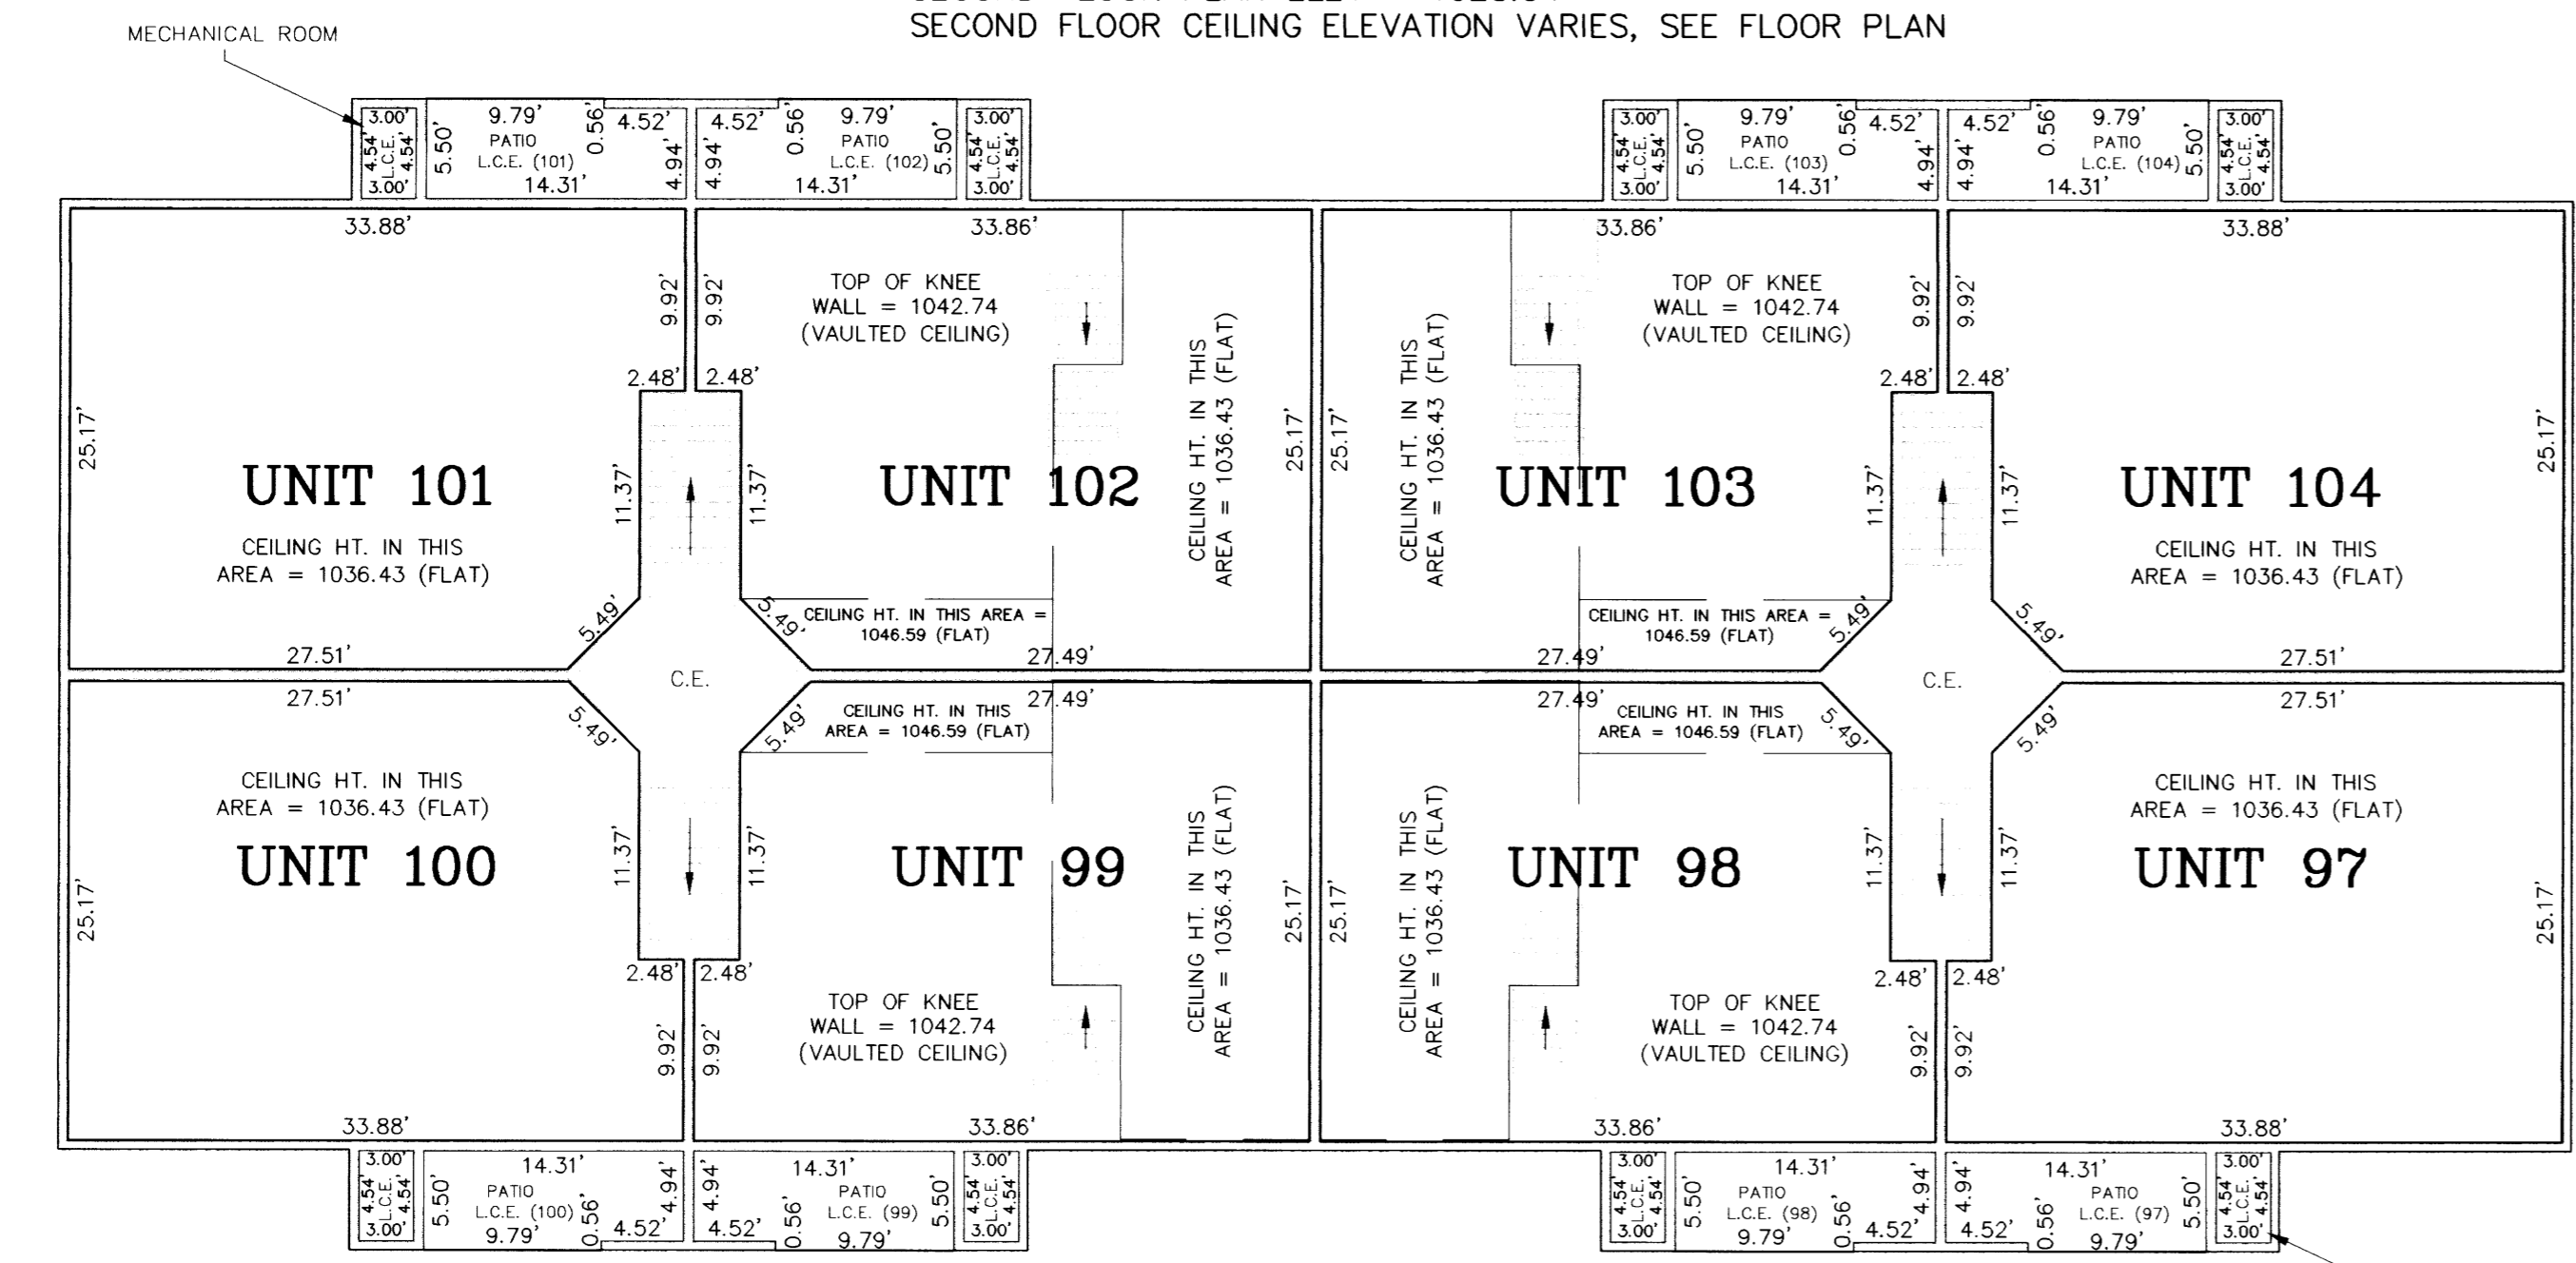 SECOND FLOOR CEILING ELEVATION VARIES, SEE FLOOR PLAN
MECHANICAL ROOM
3.00'
4.54'
L.C.E.
4.54'
3.00'
5.50'
9.79'
PATIO
L.C.E. (101)
14.31'
0.56'
4.52'
4.94'
4.52'
4.94'
0.56'
9.79'
PATIO
L.C.E. (102)
14.31'
5.50'
3.00'
4.54'
L.C.E.
4.54'
3.00'
3.00'
4.54'
L.C.E.
4.54'
3.00'
5.50'
9.79'
PATIO
L.C.E. (103)
14.31'
0.56'
4.52'
4.94'
4.52'
4.94'
0.56'
9.79'
PATIO
L.C.E. (104)
14.31'
5.50'
3.00'
4.54'
L.C.E.
4.54'
3.00'
33.88'
25.17'
UNIT 101
CEILING HT. IN THIS
AREA = 1036.43 (FLAT)
27.51'
9.92'
2.48'
11.37'
5.49'
33.86'
9.92'
2.48'
11.37'
5.49'
TOP OF KNEE
WALL = 1042.74
(VAULTED CEILING)
UNIT 102
CEILING HT. IN THIS AREA =
1046.59 (FLAT)
27.49'
CEILING HT. IN THIS
AREA = 1036.43 (FLAT)
25.17'
25.17'
CEILING HT. IN THIS
AREA = 1036.43 (FLAT)
33.86'
TOP OF KNEE
WALL = 1042.74
(VAULTED CEILING)
UNIT 103
CEILING HT. IN THIS AREA =
1046.59 (FLAT)
27.49'
9.92'
2.48'
11.37'
5.49'
33.88'
9.92'
2.48'
11.37'
5.49'
25.17'
UNIT 104
CEILING HT. IN THIS
AREA = 1036.43 (FLAT)
27.51'
C.E.
C.E.
27.51'
5.49'
CEILING HT. IN THIS
AREA = 1036.43 (FLAT)
UNIT 100
25.17'
11.37'
2.48'
9.92'
33.88'
27.49'
5.49'
CEILING HT. IN THIS
AREA = 1046.59 (FLAT)
11.37'
UNIT 99
2.48'
9.92'
TOP OF KNEE
WALL = 1042.74
(VAULTED CEILING)
33.86'
CEILING HT. IN THIS
AREA = 1036.43 (FLAT)
25.17'
25.17'
CEILING HT. IN THIS
AREA = 1036.43 (FLAT)
27.49'
CEILING HT. IN THIS
AREA = 1046.59 (FLAT)
5.49'
UNIT 98
11.37'
2.48'
9.92'
TOP OF KNEE
WALL = 1042.74
(VAULTED CEILING)
33.86'
27.51'
5.49'
CEILING HT. IN THIS
AREA = 1036.43 (FLAT)
11.37'
UNIT 97
25.17'
2.48'
9.92'
33.88'
3.00'
4.54'
L.C.E.
4.54'
3.00'
5.50'
14.31'
PATIO
L.C.E. (100)
9.79'
0.56'
4.52'
4.94'
4.94'
4.52'
0.56'
14.31'
PATIO
L.C.E. (99)
9.79'
5.50'
3.00'
4.54'
L.C.E.
4.54'
3.00'
3.00'
4.54'
L.C.E.
4.54'
3.00'
5.50'
14.31'
PATIO
L.C.E. (98)
9.79'
0.56'
4.52'
4.94'
4.94'
4.52'
0.56'
14.31'
PATIO
L.C.E. (97)
9.79'
5.50'
3.00'
4.54'
L.C.E.
4.54'
3.00'